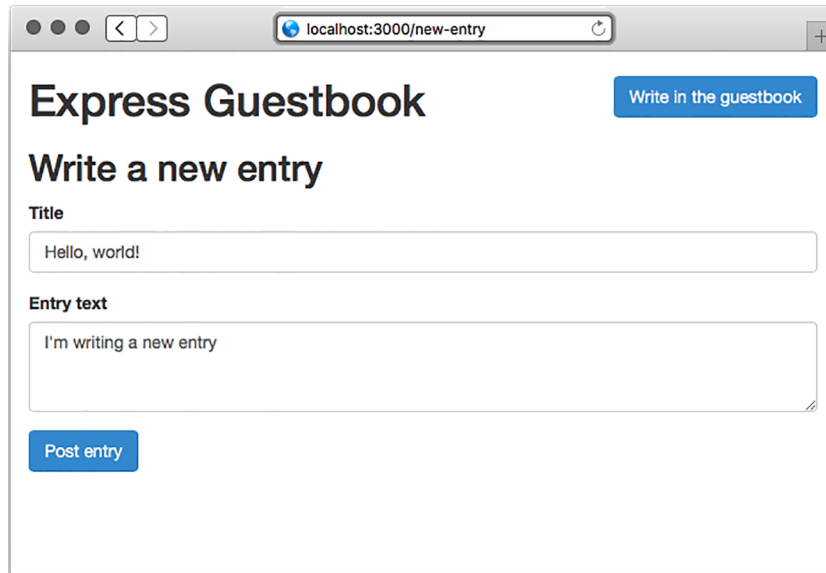 localhost:3000/new-entry
Express Guestbook
Write in the guestbook
Write a new entry
Title
Hello, world!
Entry text
I'm writing a new entry
Post entry